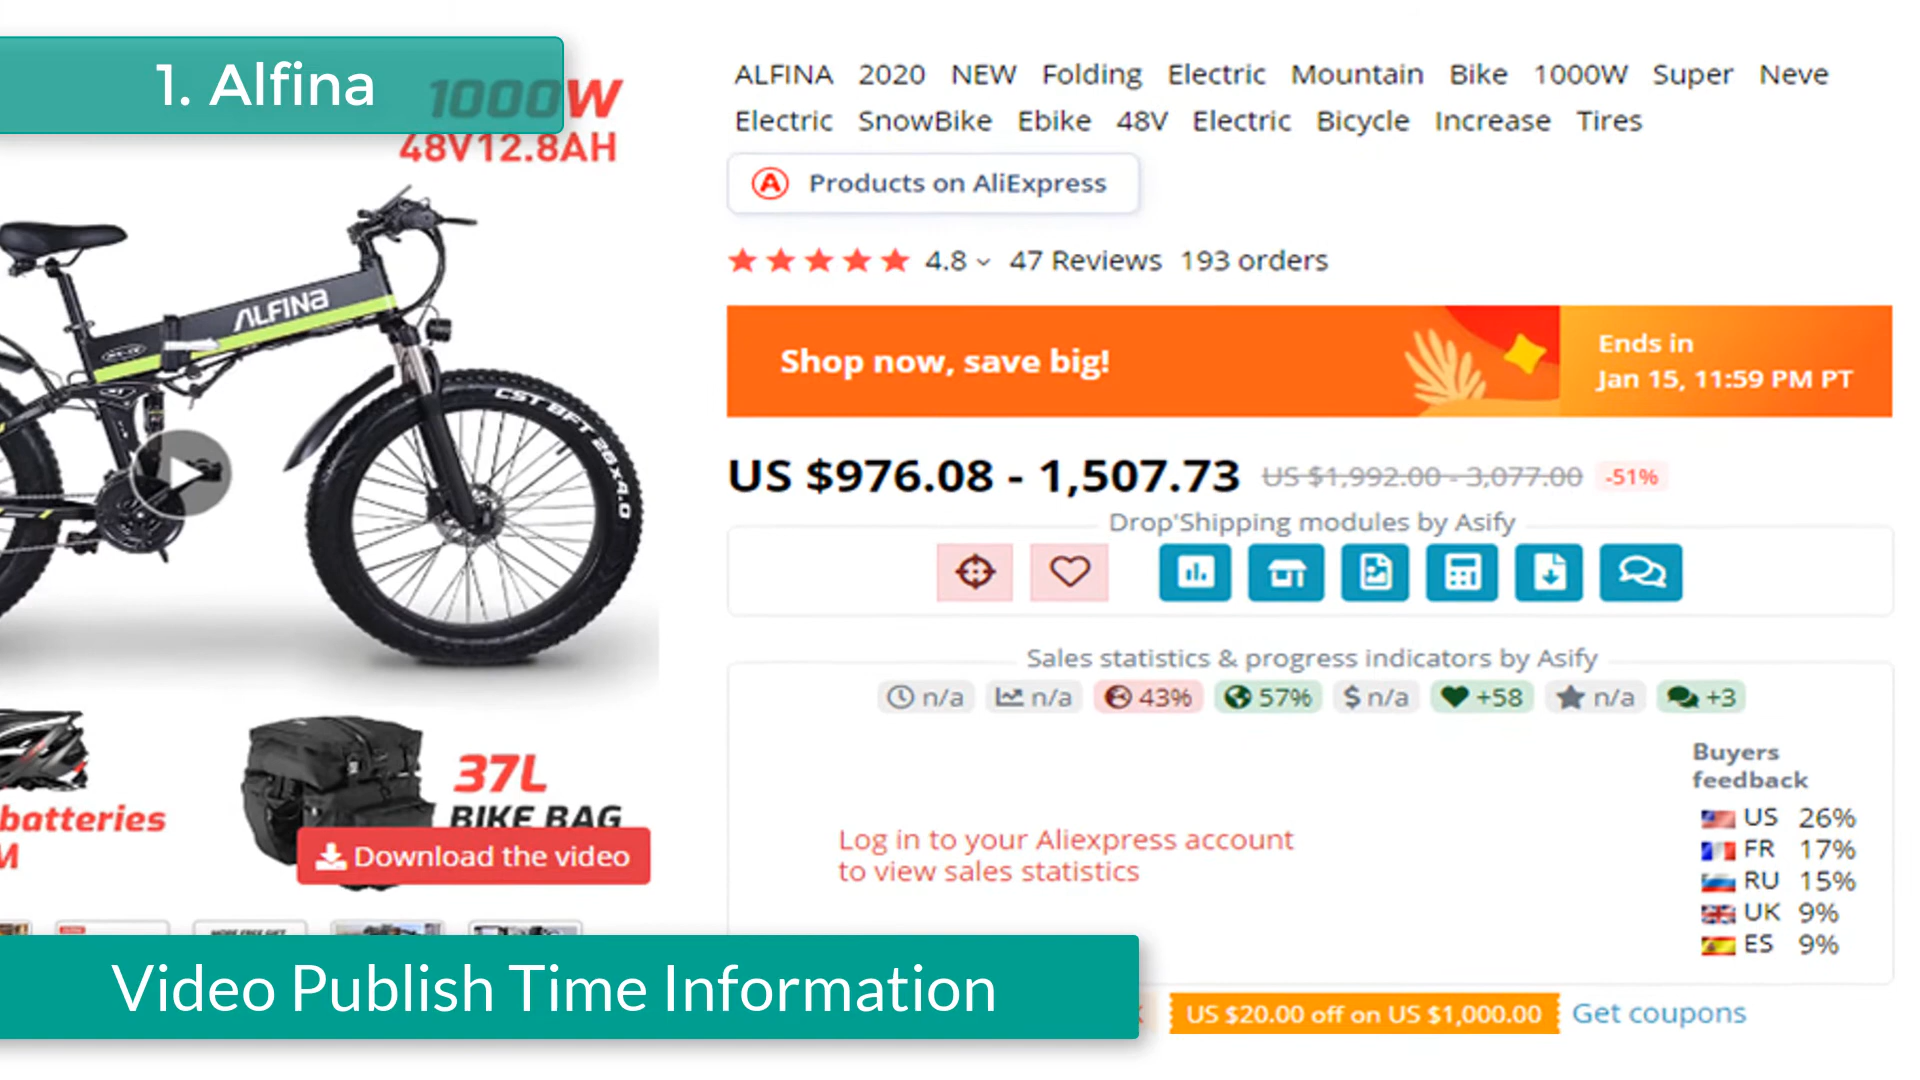 1. Alfina
1000W
48V12.8AH
ALFINA
CST BFT 26x4.0
batteries
37L
BIKE BAG
Download the video
ALFINA 2020 NEW Folding Electric Mountain Bike 1000W Super Neve
Electric SnowBike Ebike 48V Electric Bicycle Increase Tires
Products on AliExpress
4.8 47 Reviews 193 orders
Shop now, save big!
Ends in
Jan 15, 11:59 PM PT
US $976.08 - 1,507.73 US $1,992.00 - 3,077.00 -51%
Drop'Shipping modules by Asify
Sales statistics & progress indicators by Asify
n/a n/a 43% 57% $ n/a +58 n/a +3
Buyers
feedback
Log in to your Aliexpress account
to view sales statistics
US 26%
FR 17%
RU 15%
UK 9%
ES 9%
Video Publish Time Information
US $20.00 off on US $1,000.00 Get coupons